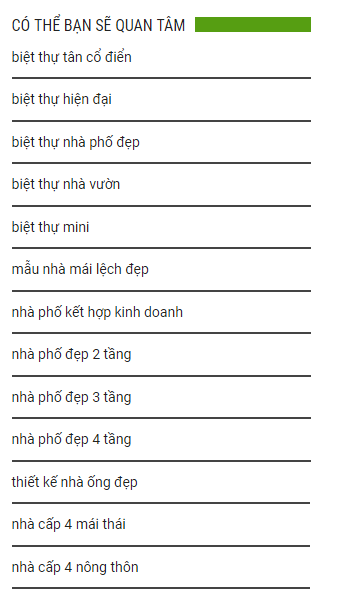 CÓ THỂ BẠN SẼ QUAN TÂM
biệt thự tân cổ điển
biệt thự hiện đại
biệt thự nhà phố đẹp
biệt thự nhà vườn
biệt thự mini
mẫu nhà mái lệch đẹp
nhà phố kết hợp kinh doanh
nhà phố đẹp 2 tầng
nhà phố đẹp 3 tầng
nhà phố đẹp 4 tầng
thiết kế nhà ống đẹp
nhà cấp 4 mái thái
nhà cấp 4 nông thôn